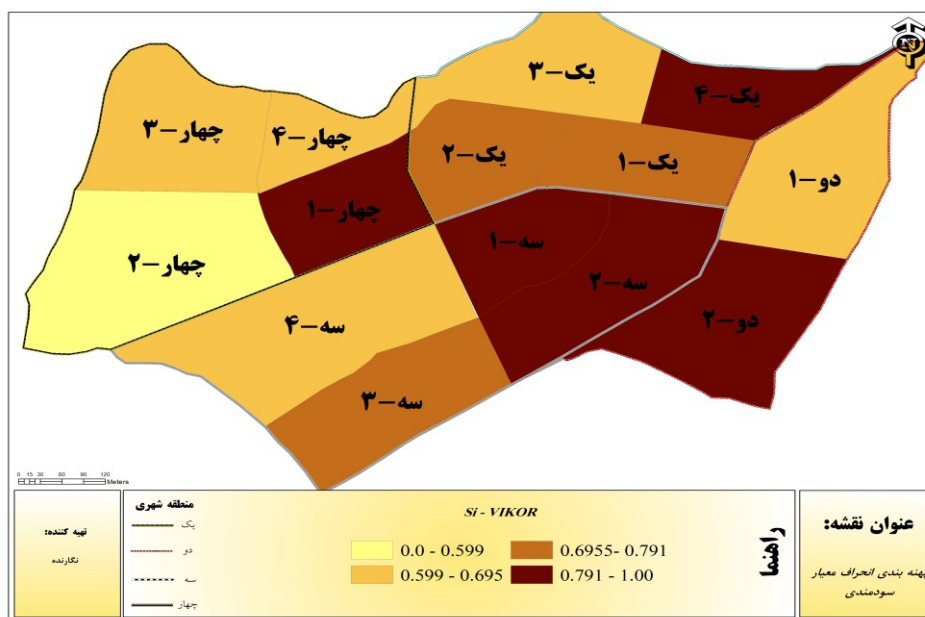 N
یک-۳
یک-۴
چهار-۳
چهار-۴
یک-۲
یک-۱
دو-۱
چهار-۱
سه-۱
چهار-۲
سه-۲
سه-۴
دو-۲
سه-۳
0 15 30 60 90 120
Meters
عنوان نقشه:
پهنه بندی انحراف معیار
سودمندی
راهنما
Si - VIKOR
0.0 - 0.599
0.6955- 0.791
0.599 - 0.695
0.791 - 1.00
منطقه شهری
یک
دو
سه
چهار
تهیه کننده:
نگارنده